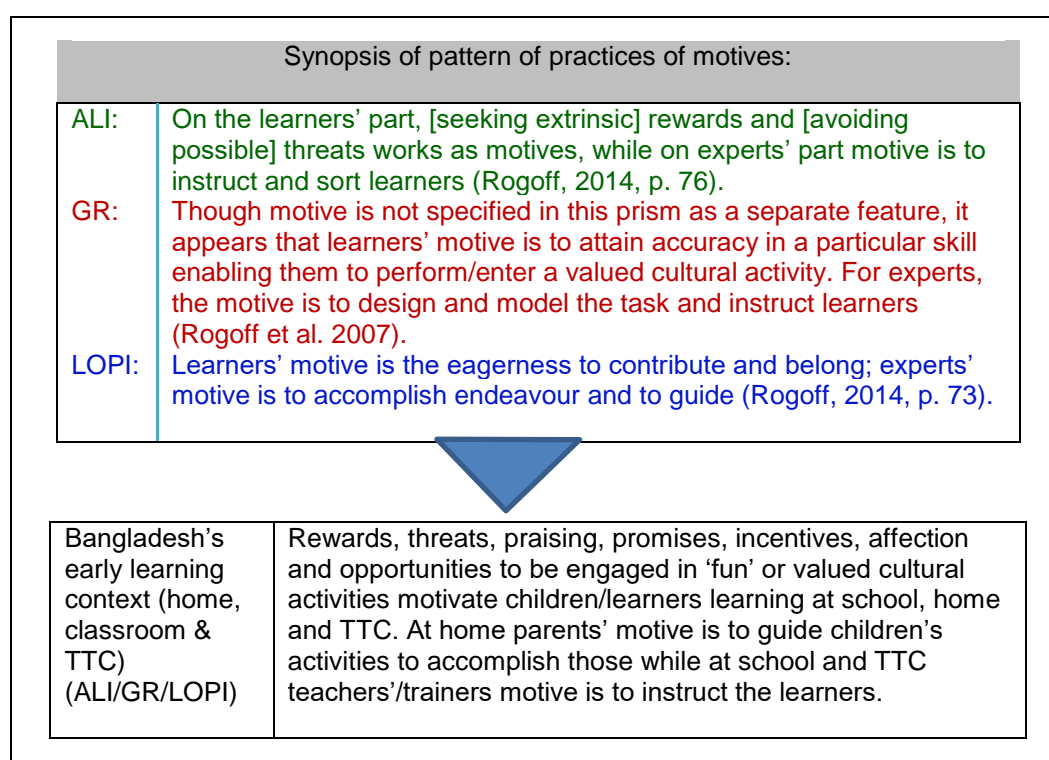 Synopsis of pattern of practices of motives:
ALI: On the learners’ part, [seeking extrinsic] rewards and [avoiding
possible] threats works as motives, while on experts’ part motive is to
instruct and sort learners (Rogoff, 2014, p. 76).
GR: Though motive is not specified in this prism as a separate feature, it
appears that learners’ motive is to attain accuracy in a particular skill
enabling them to perform/enter a valued cultural activity. For experts,
the motive is to design and model the task and instruct learners
(Rogoff et al. 2007).
LOPI: Learners’ motive is the eagerness to contribute and belong; experts’
motive is to accomplish endeavour and to guide (Rogoff, 2014, p. 73).
Bangladesh’s
early learning
context (home,
classroom &
TTC)
(ALI/GR/LOPI)
Rewards, threats, praising, promises, incentives, affection
and opportunities to be engaged in ‘fun’ or valued cultural
activities motivate children/learners learning at school, home
and TTC. At home parents’ motive is to guide children’s
activities to accomplish those while at school and TTC
teachers’/trainers motive is to instruct the learners.